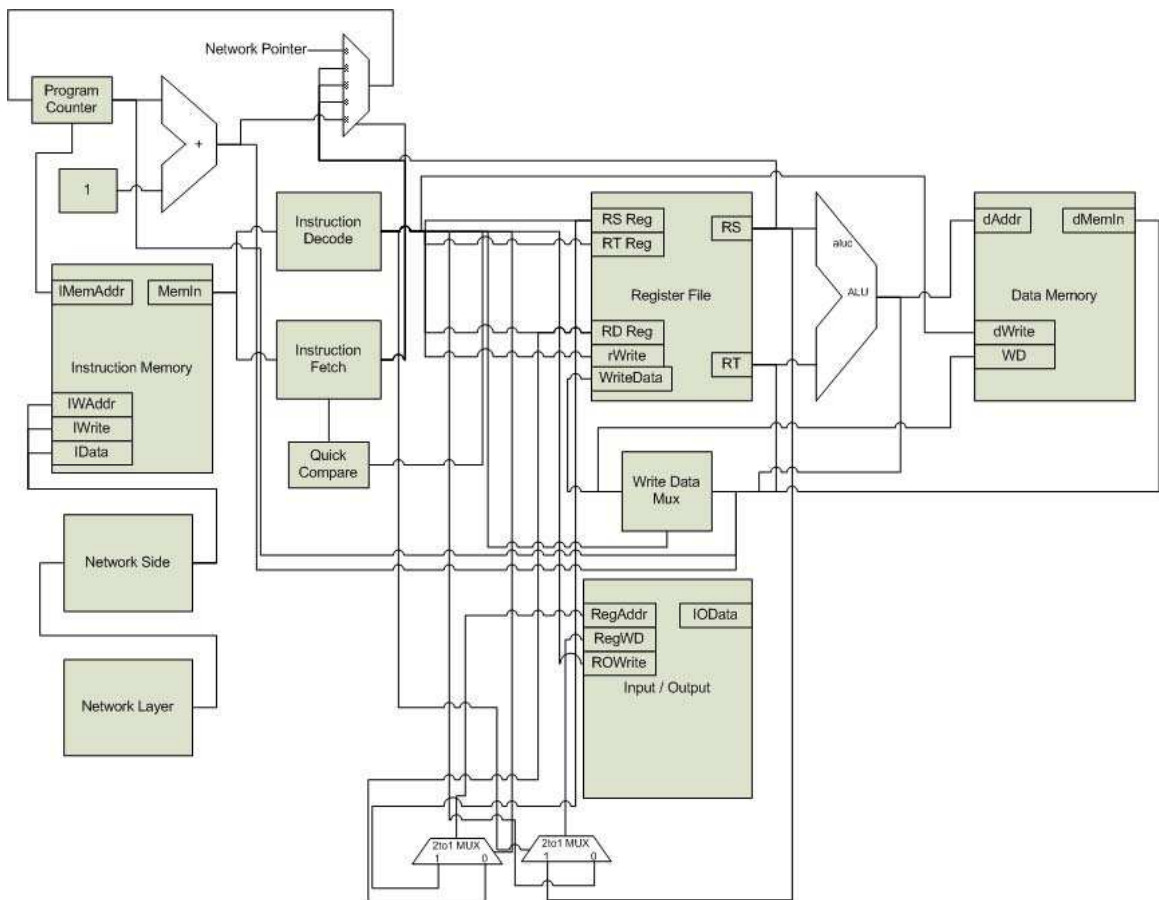 Network Pointer
Program
Counter
+
1
Instruction
Decode
RS Reg
RT Reg
RS
aluc
ALU
dAddr
dMemIn
IMemAddr
MemIn
Register File
Data Memory
Instruction Memory
Instruction
Fetch
RD Reg
rWrite
WriteData
RT
dWrite
WD
IWAddr
IWrite
IData
Quick
Compare
Write Data
Mux
Network Side
RegAddr
RegWD
ROWrite
IOData
Input / Output
Network Layer
2to1 MUX
1 0
2to1 MUX
1 0